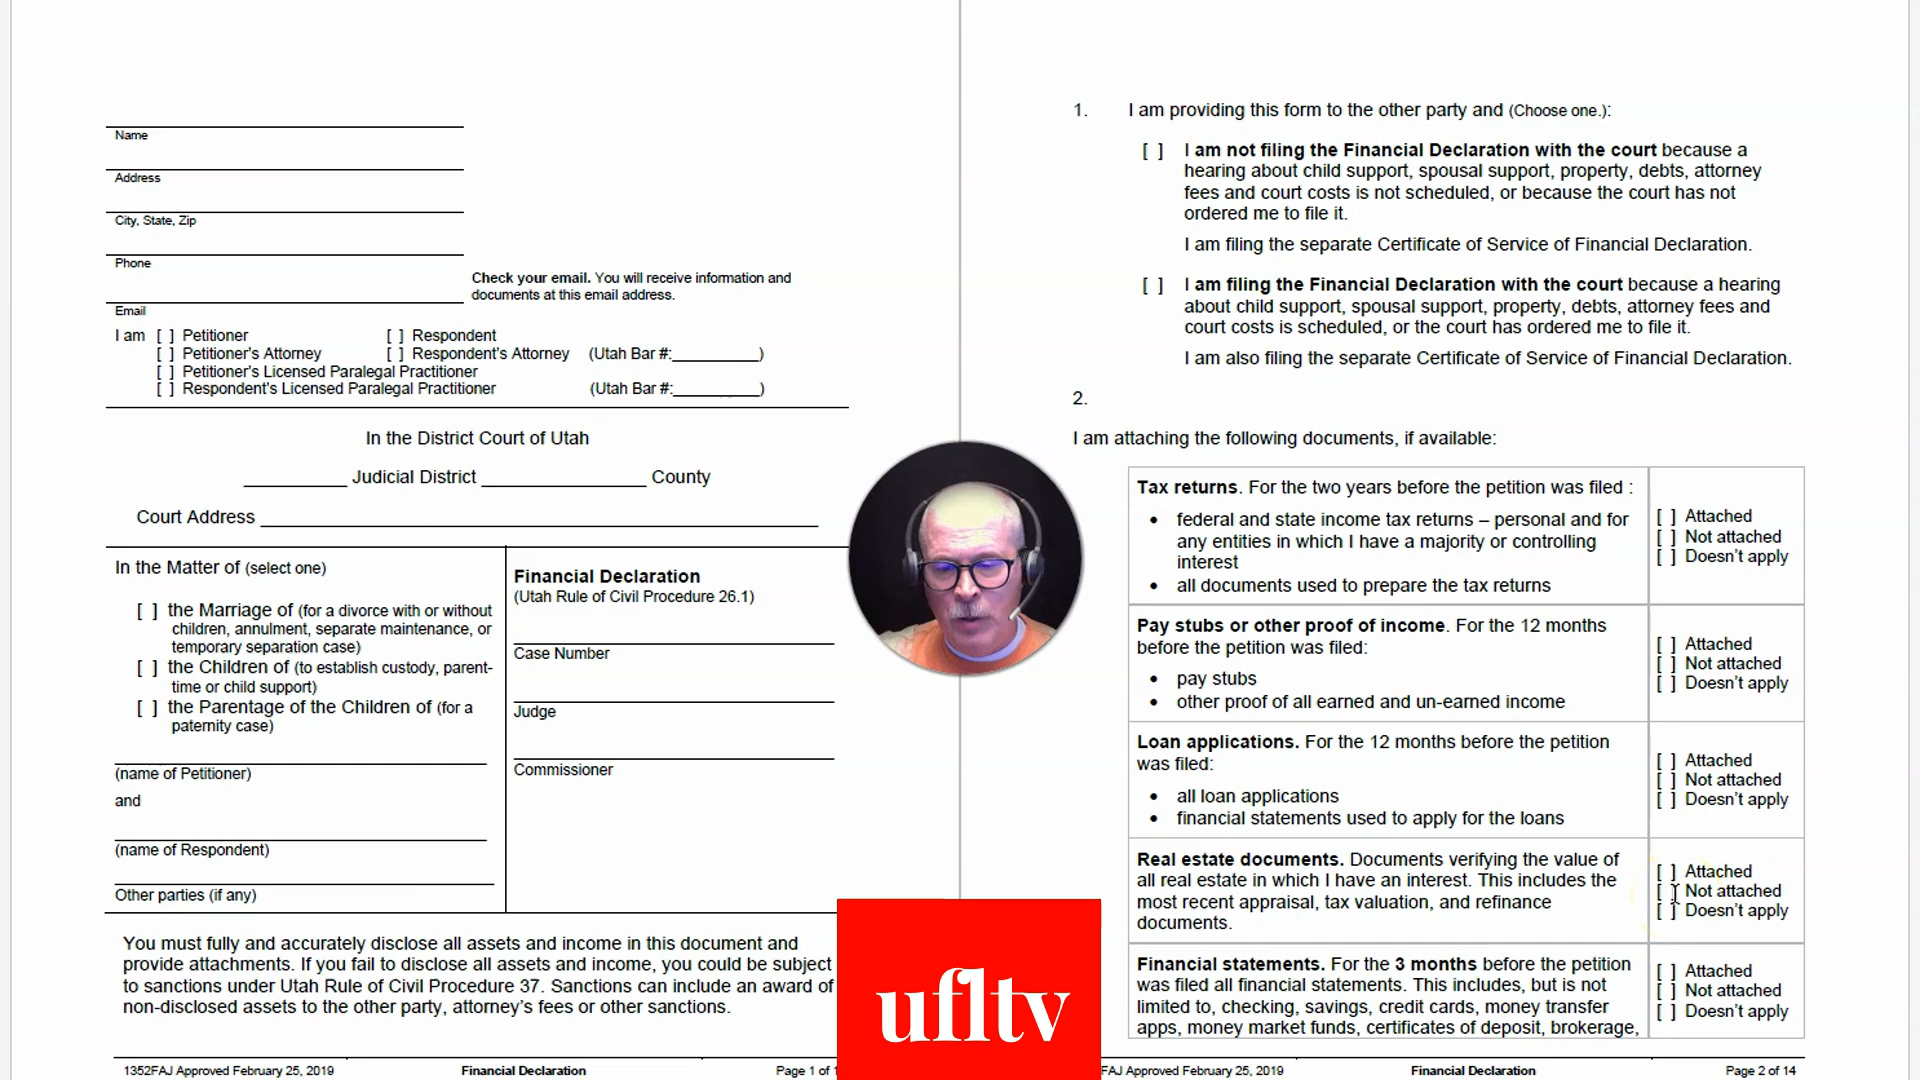 Name
Address
City, State, Zip
Phone
Check your email. You will receive information and
documents at this email address.
Email
I am [ ] Petitioner [ ] Respondent
[ ] Petitioner's Attorney [ ] Respondent's Attorney (Utah Bar #:_________)
[ ] Petitioner's Licensed Paralegal Practitioner
[ ] Respondent's Licensed Paralegal Practitioner (Utah Bar #:_________)
In the District Court of Utah
__________ Judicial District ________________ County
Court Address
In the Matter of (select one)
[ ] the Marriage of (for a divorce with or without
children, annulment, separate maintenance, or
temporary separation case)
[ ] the Children of (to establish custody, parent-
time or child support)
[ ] the Parentage of the Children of (for a
paternity case)
(name of Petitioner)
and
(name of Respondent)
Other parties (if any)
Financial Declaration
(Utah Rule of Civil Procedure 26.1)
Case Number
Judge
Commissioner
You must fully and accurately disclose all assets and income in this document and
provide attachments. If you fail to disclose all assets and income, you could be subject
to sanctions under Utah Rule of Civil Procedure 37. Sanctions can include an award of
non-disclosed assets to the other party, attorney's fees or other sanctions.
1352FAJ Approved February 25, 2019 Financial Declaration Page 1 of
1. I am providing this form to the other party and (Choose one.):
[ ] I am not filing the Financial Declaration with the court because a
hearing about child support, spousal support, property, debts, attorney
fees and court costs is not scheduled, or because the court has not
ordered me to file it.
I am filing the separate Certificate of Service of Financial Declaration.
[ ] I am filing the Financial Declaration with the court because a hearing
about child support, spousal support, property, debts, attorney fees and
court costs is scheduled, or the court has ordered me to file it.
I am also filing the separate Certificate of Service of Financial Declaration.
2.
I am attaching the following documents, if available:
Tax returns. For the two years before the petition was filed :
• federal and state income tax returns – personal and for
any entities in which I have a majority or controlling
interest
• all documents used to prepare the tax returns
[ ] Attached
[ ] Not attached
[ ] Doesn't apply
Pay stubs or other proof of income. For the 12 months
before the petition was filed:
• pay stubs
• other proof of all earned and un-earned income
[ ] Attached
[ ] Not attached
[ ] Doesn't apply
Loan applications. For the 12 months before the petition
was filed:
• all loan applications
• financial statements used to apply for the loans
[ ] Attached
[ ] Not attached
[ ] Doesn't apply
Real estate documents. Documents verifying the value of
all real estate in which I have an interest. This includes the
most recent appraisal, tax valuation, and refinance
documents.
[ ] Attached
[ ] Not attached
[ ] Doesn't apply
Financial statements. For the 3 months before the petition
was filed all financial statements. This includes, but is not
limited to, checking, savings, credit cards, money transfer
apps, money market funds, certificates of deposit, brokerage,
[ ] Attached
[ ] Not attached
[ ] Doesn't apply
FAJ Approved February 25, 2019 Financial Declaration Page 2 of 14
ufltv